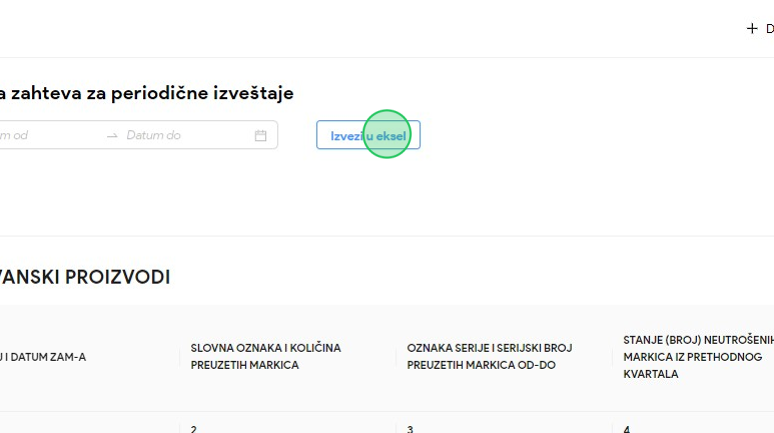 + D
a zahteva za periodične izveštaje
m od → Datum do
Izvezi u eksel
VANSKI PROIZVODI
J I DATUM ZAM-A
SLOVNA OZNAKA I KOLIČINA
PREUZETIH MARKICA
OZNAKA SERIJE I SERIJSKI BROJ
PREUZETIH MARKICA OD-DO
STANJE (BROJ) NEUTROŠENIH
MARKICA IZ PRETHODNOG
KVARTALA
2
3
4